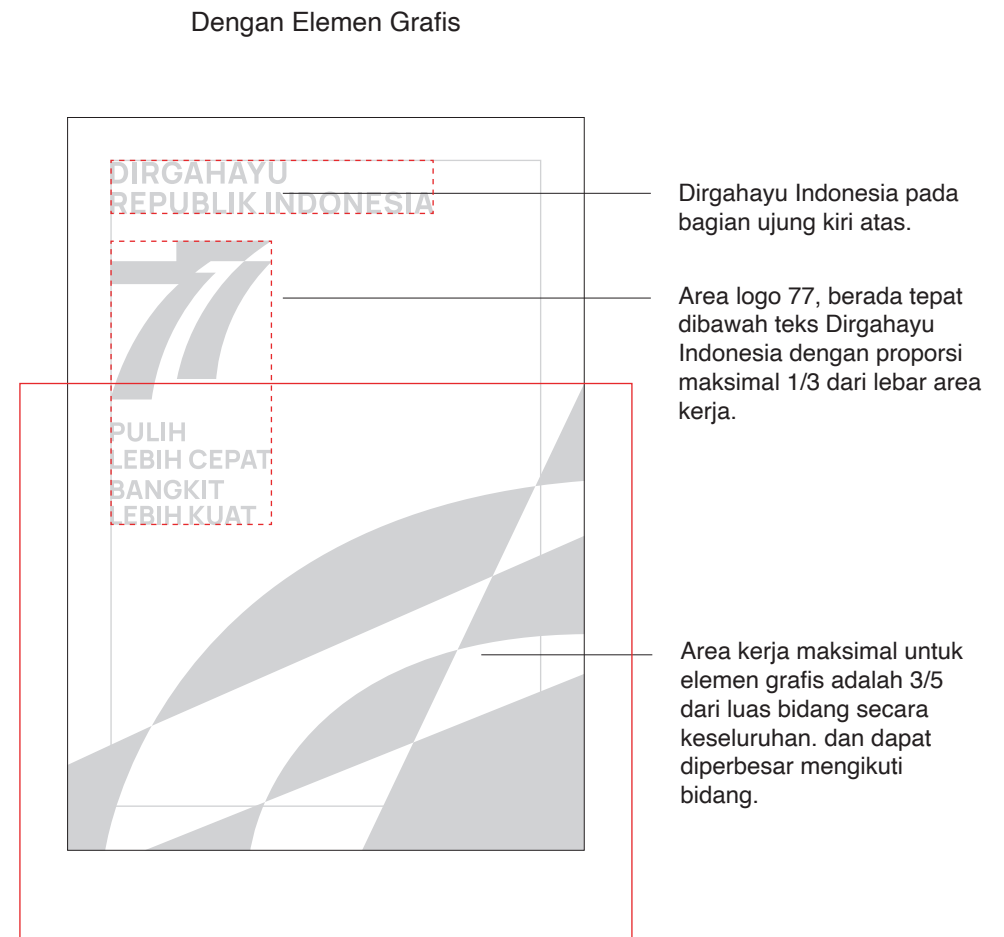 Dengan Elemen Grafis
DIRGAHAYU
REPUBLIK INDONESIA
77
PULIH
LEBIH CEPAT
BANGKIT
LEBIH KUAT
Dirgahayu Indonesia pada
bagian ujung kiri atas.
Area logo 77, berada tepat
dibawah teks Dirgahayu
Indonesia dengan proporsi
maksimal 1/3 dari lebar area
kerja.
Area kerja maksimal untuk
elemen grafis adalah 3/5
dari luas bidang secara
keseluruhan. dan dapat
diperbesar mengikuti
bidang.